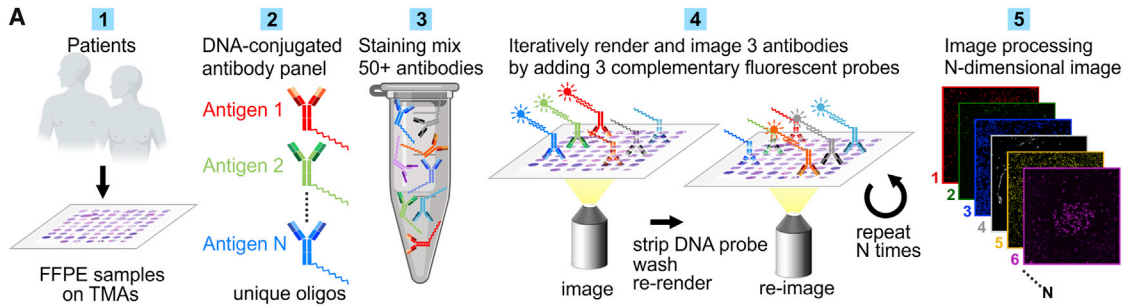 A
1
Patients
FFPE samples
on TMAs
2
DNA-conjugated
antibody panel
Antigen 1
Antigen 2
Antigen N
unique oligos
3
Staining mix
50+ antibodies
4
Iteratively render and image 3 antibodies
by adding 3 complementary fluorescent probes
image
strip DNA probe
wash
re-render
re-image
repeat
N times
5
Image processing
N-dimensional image
1
2
3
4
5
6
N